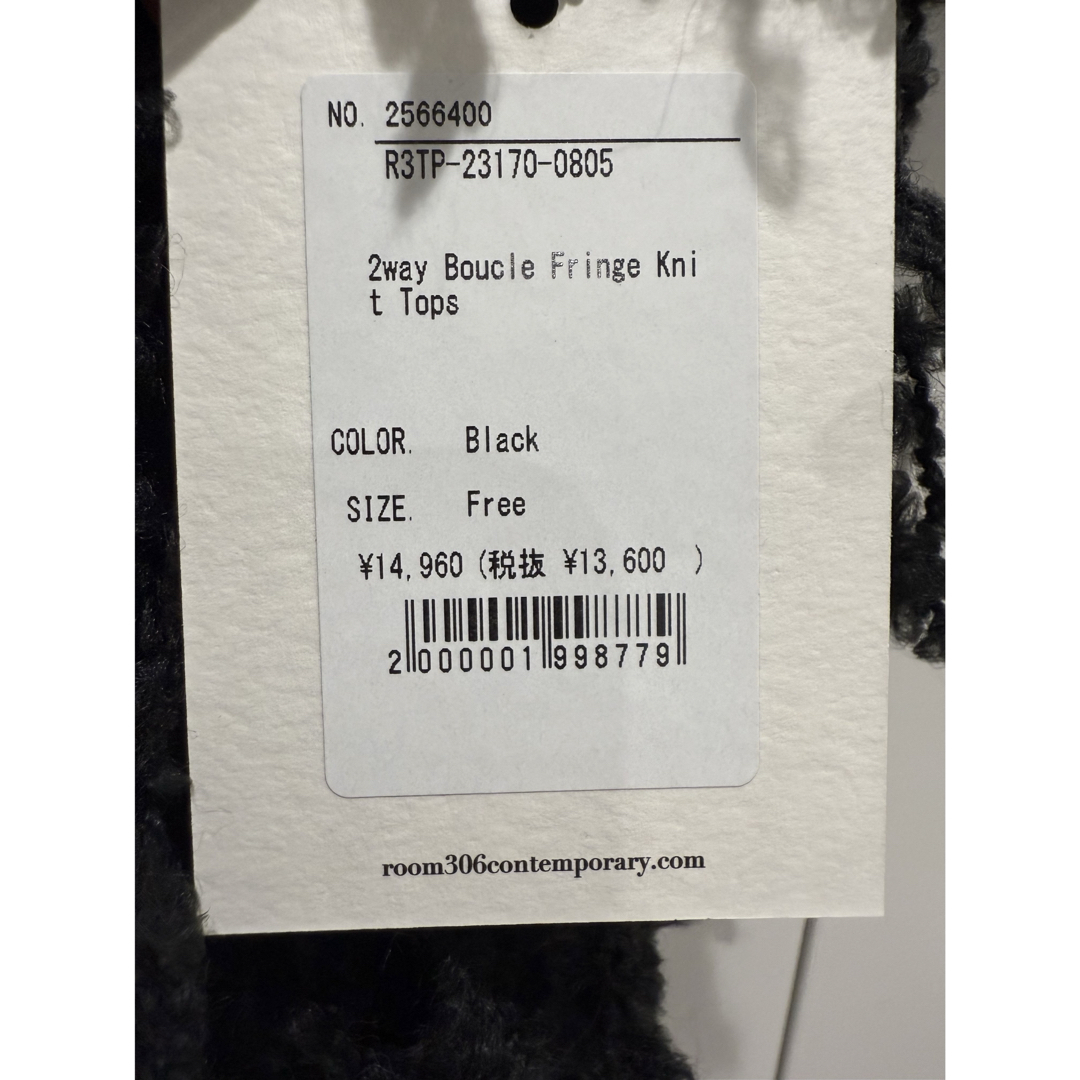 NO. 2566400
R3TP-23170-0805
2way Boucle Fringe Kni
t Tops
COLOR. Black
SIZE. Free
¥14,960 (税抜 ¥13,600 )
2 000001 998779
room306contemporary.com